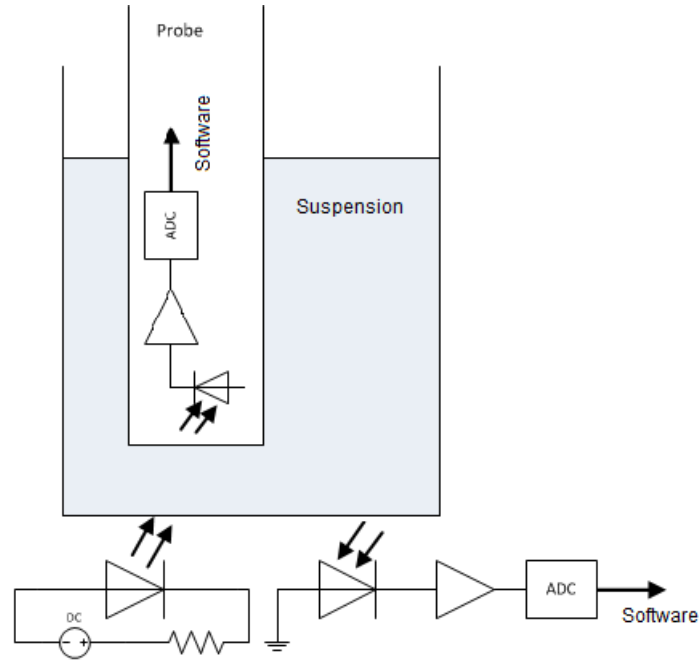 Probe
Software
ADC
Suspension
DC
- +
ADC
Software